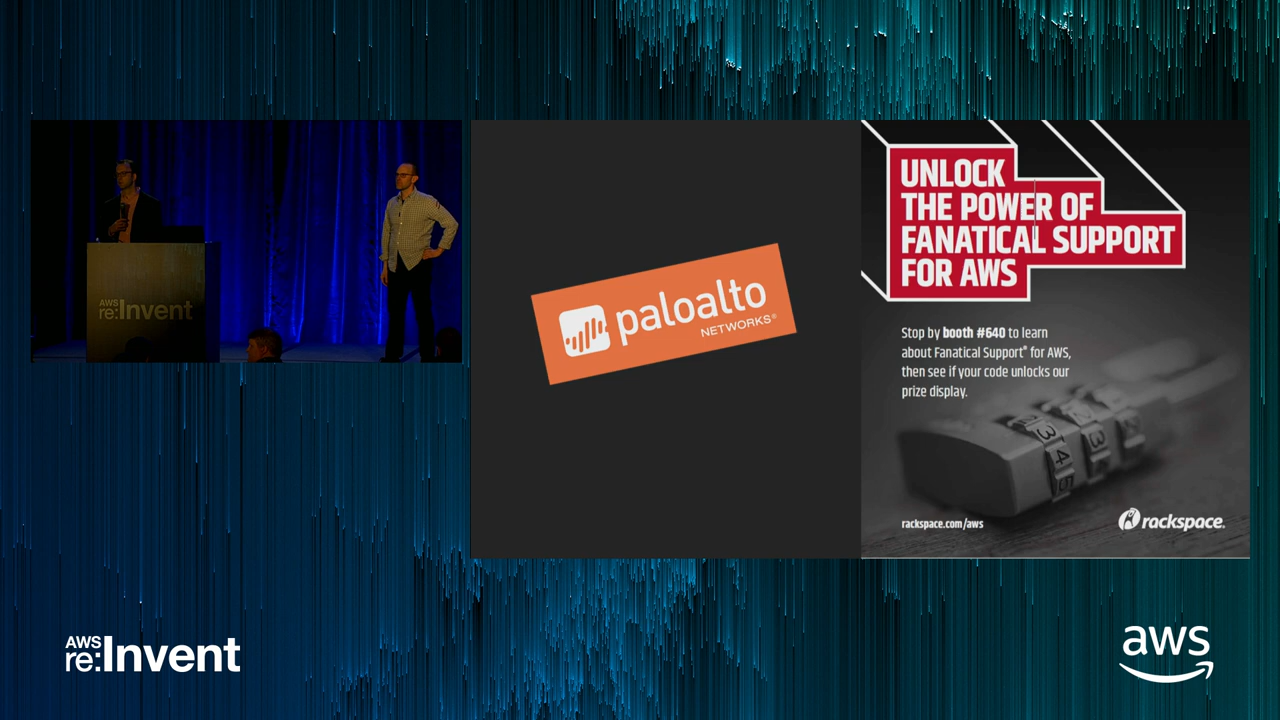 AWS
re:Invent
paloalto
NETWORKS®
UNLOCK
THE POWER OF
FANATICAL SUPPORT
FOR AWS
Stop by booth #640 to learn
about Fanatical Support® for AWS,
then see if your code unlocks our
prize display.
rackspace.com/aws
rackspace.
AWS
re:Invent
aws